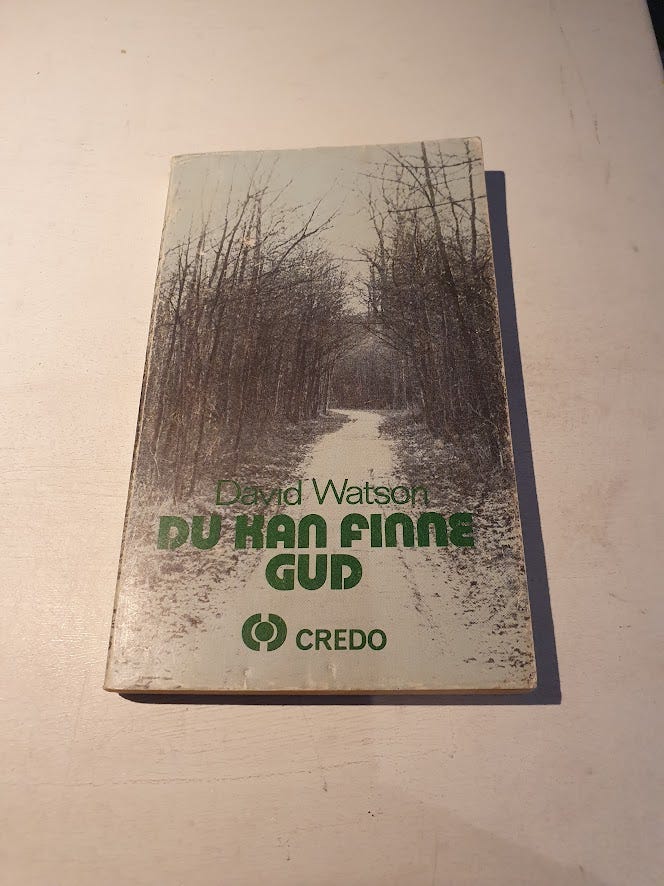 David Watson
DU KAN FINNE
GUD
CREDO